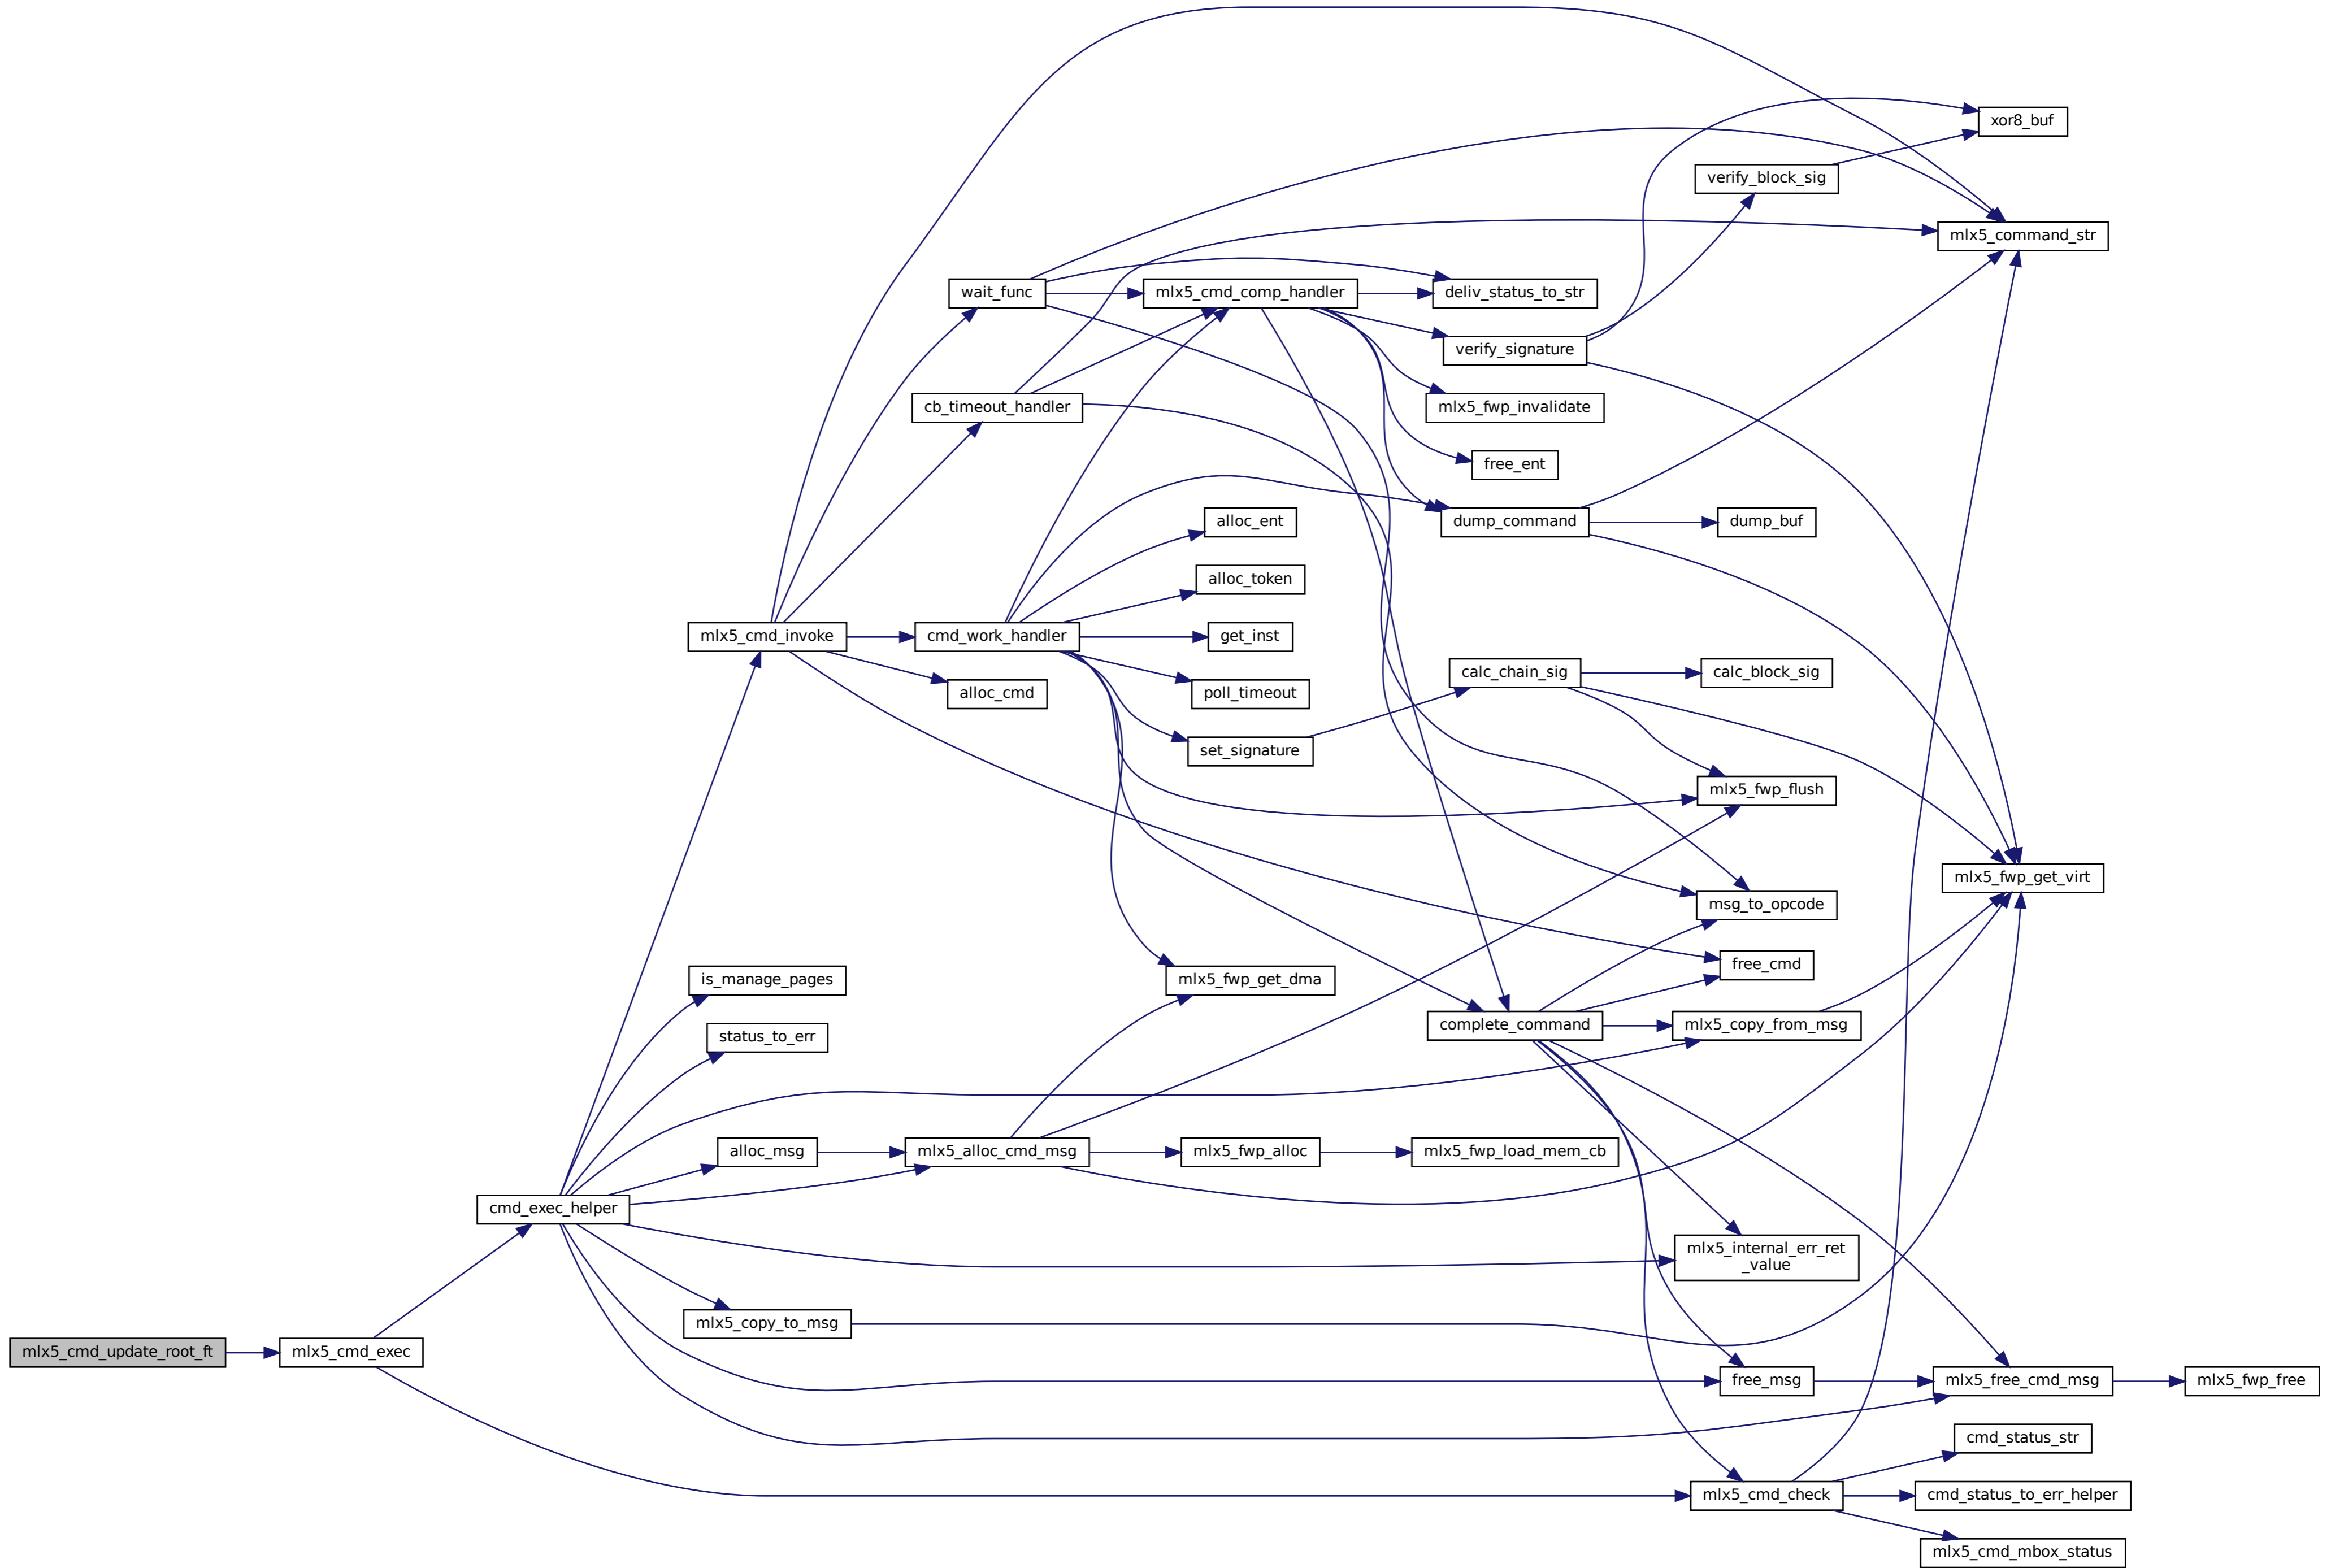 xor8_buf
verify_block_sig
mlx5_command_str
wait_func
mlx5_cmd_comp_handler
deliv_status_to_str
verify_signature
cb_timeout_handler
mlx5_fwp_invalidate
free_ent
alloc_ent
dump_command
dump_buf
alloc_token
mlx5_cmd_invoke
cmd_work_handler
get_inst
calc_chain_sig
calc_block_sig
alloc_cmd
poll_timeout
set_signature
mlx5_fwp_flush
mlx5_fwp_get_virt
msg_to_opcode
free_cmd
is_manage_pages
mlx5_fwp_get_dma
complete_command
mlx5_copy_from_msg
status_to_err
alloc_msg
mlx5_alloc_cmd_msg
mlx5_fwp_alloc
mlx5_fwp_load_mem_cb
cmd_exec_helper
mlx5_internal_err_ret
_value
mlx5_copy_to_msg
mlx5_cmd_update_root_ft
mlx5_cmd_exec
free_msg
mlx5_free_cmd_msg
mlx5_fwp_free
cmd_status_str
mlx5_cmd_check
cmd_status_to_err_helper
mlx5_cmd_mbox_status